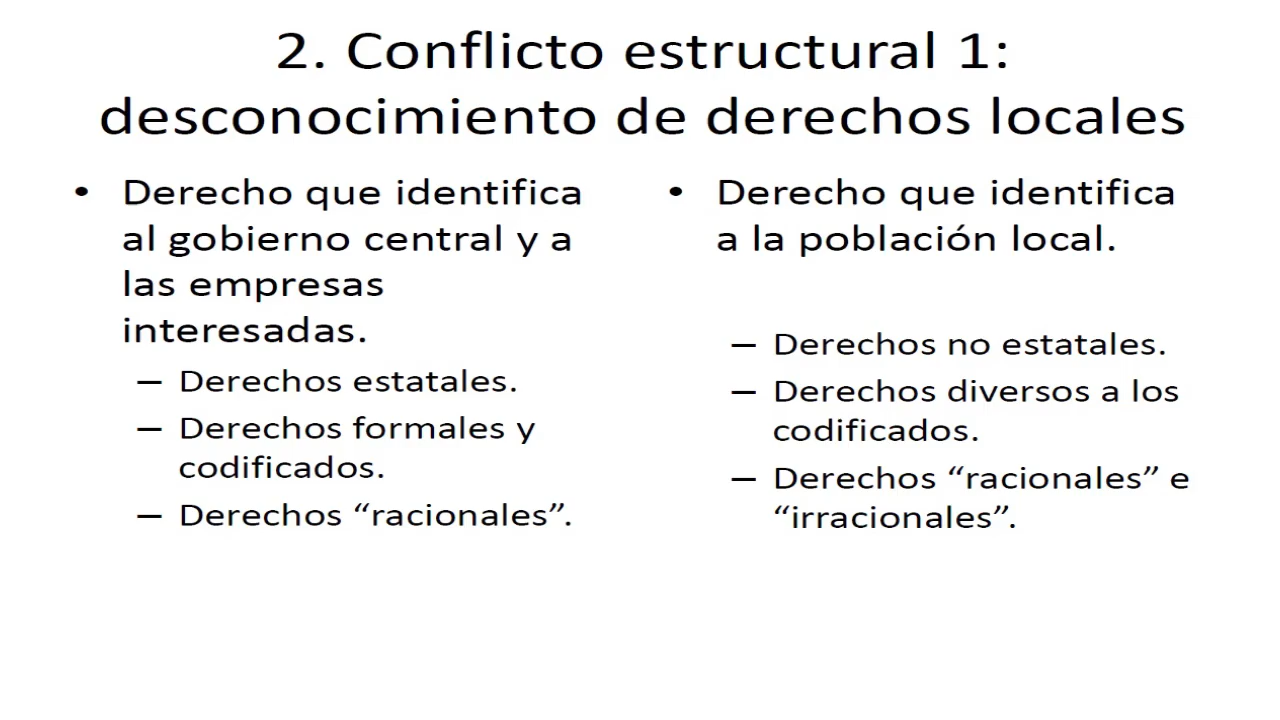 2. Conflicto estructural 1:
desconocimiento de derechos locales
• Derecho que identifica
al gobierno central y a
las empresas
interesadas.
– Derechos estatales.
– Derechos formales y
codificados.
– Derechos “racionales”.
• Derecho que identifica
a la población local.
– Derechos no estatales.
– Derechos diversos a los
codificados.
– Derechos “racionales” e
“irracionales”.